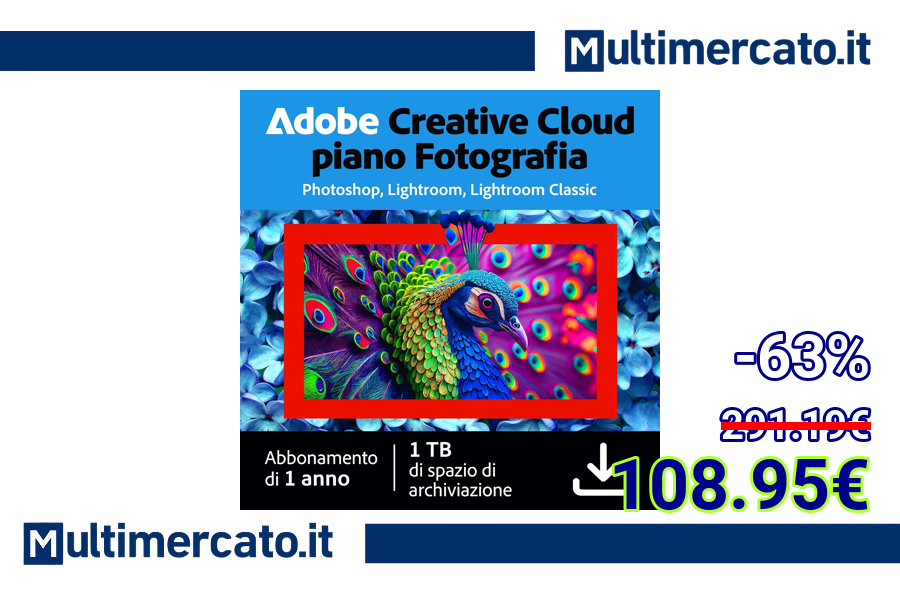 Multimercato.it
Adobe Creative Cloud
piano Fotografia
Photoshop, Lightroom, Lightroom Classic
-63%
291.19€
Abbonamento
di 1 anno
1 TB
di spazio di
archiviazione
108.95€
Multimercato.it